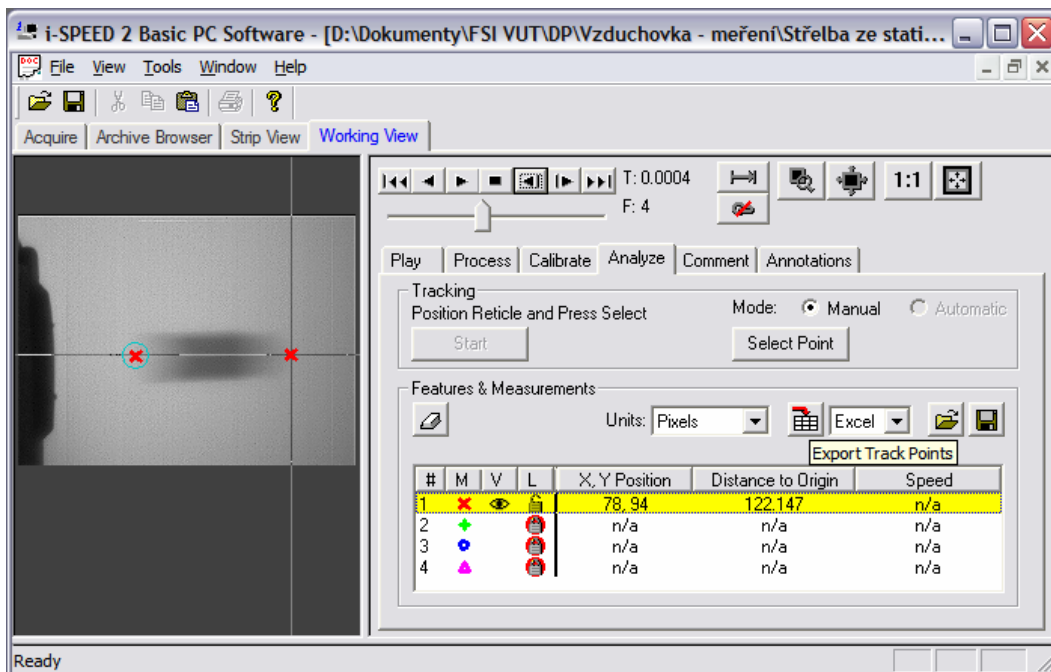 i-SPEED 2 Basic PC Software - [D:\Dokumenty\FSI VUT\DP\Vzduchovka - meření\Střelba ze stati...
DOC File View Tools Window Help
Acquire Archive Browser Strip View Working View
T: 0.0004
1:1
F: 4
Play Process Calibrate Analyze Comment Annotations
Tracking
Position Reticle and Press Select Mode: Manual Automatic
Start Select Point
Features & Measurements
Units: Pixels Excel
Export Track Points
# M V L X, Y Position Distance to Origin Speed
1 78, 94 122.147 n/a
2 n/a n/a n/a
3 n/a n/a n/a
4 n/a n/a n/a
Ready